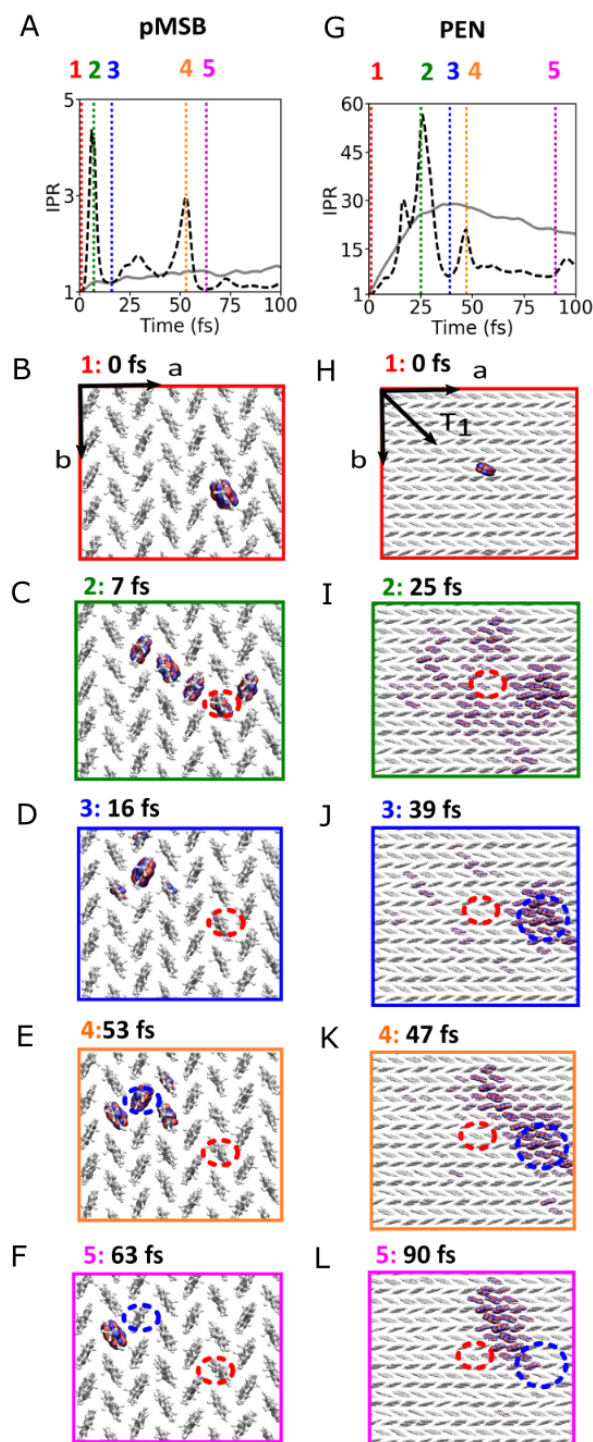 A
pMSB
1 2 3 4 5
5
3
1
IPR
0 25 50 75 100
Time (fs)
G
PEN
1 2 3 4 5
60
45
30
15
1
IPR
0 25 50 75 100
Time (fs)
B
1: 0 fs
a
b
H
1: 0 fs
a
T1
b
C
2: 7 fs
I
2: 25 fs
D
3: 16 fs
J
3: 39 fs
E
4:53 fs
K
4: 47 fs
F
5: 63 fs
L
5: 90 fs